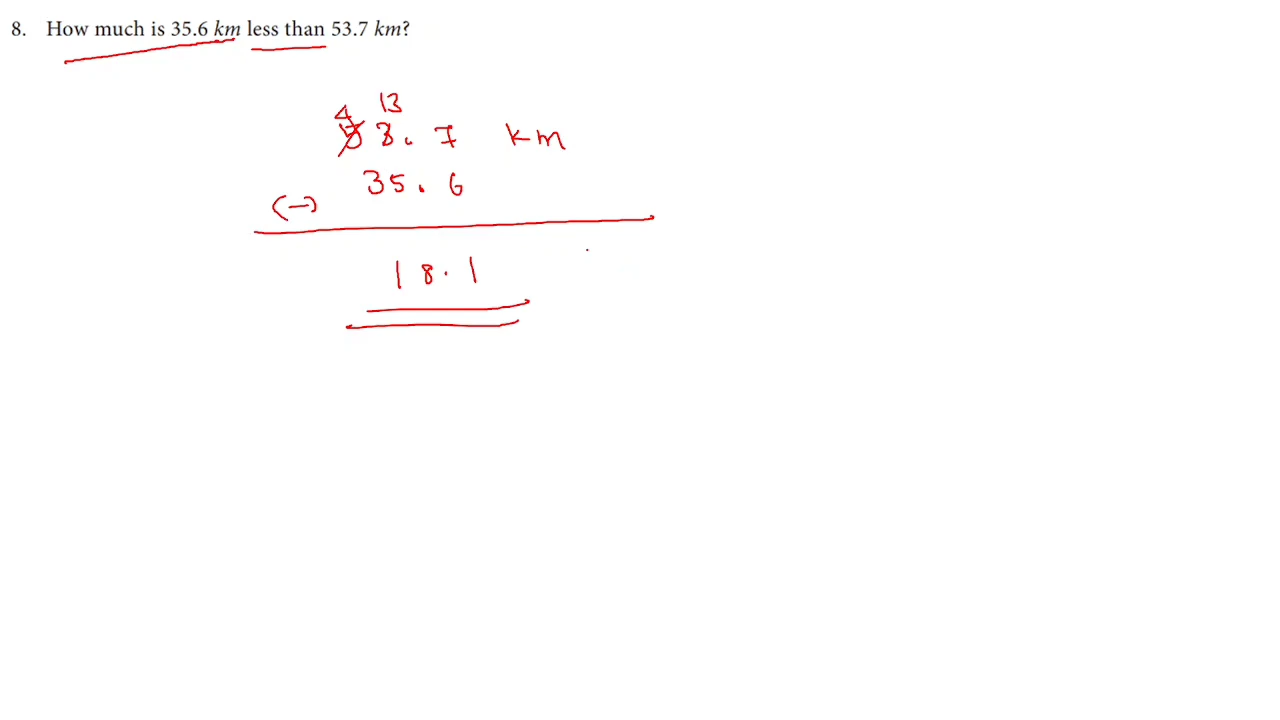 8. How much is 35.6 km less than 53.7 km?
4 13
53.7 km
35.6
(-)
18.1